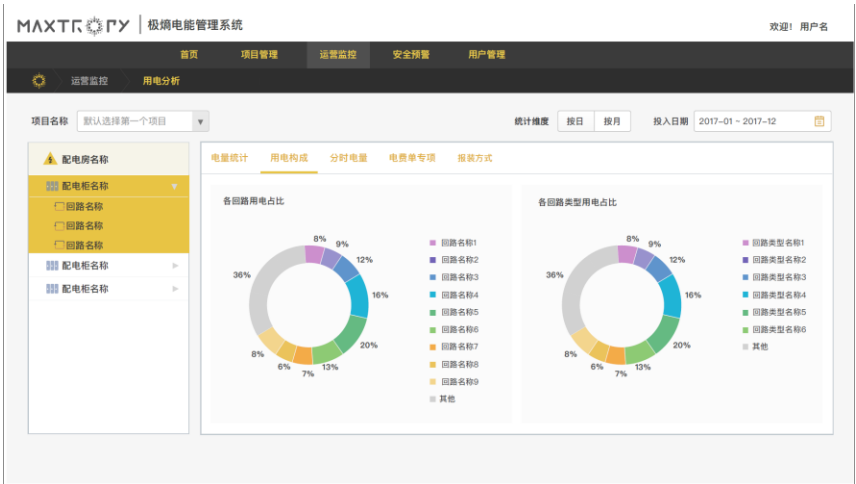 MAXTROPY 极熵电能管理系统 欢迎！用户名
首页 项目管理 运营监控 安全预警 用户管理
运营监控 用电分析
项目名称 默认选择第一个项目 统计维度 按日 按月 投入日期 2017-01 ~ 2017-12
配电房名称
配电柜名称
回路名称
回路名称
回路名称
配电柜名称
配电柜名称
电量统计 用电构成 分时电量 电费单专项 报装方式
各回路用电占比
8%
9%
12%
16%
20%
13%
7%
6%
8%
36%
回路名称1
回路名称2
回路名称3
回路名称4
回路名称5
回路名称6
回路名称7
回路名称8
回路名称9
其他
各回路类型用电占比
8%
9%
12%
16%
20%
13%
7%
6%
8%
36%
回路类型名称1
回路类型名称2
回路类型名称3
回路类型名称4
回路类型名称5
回路类型名称6
其他